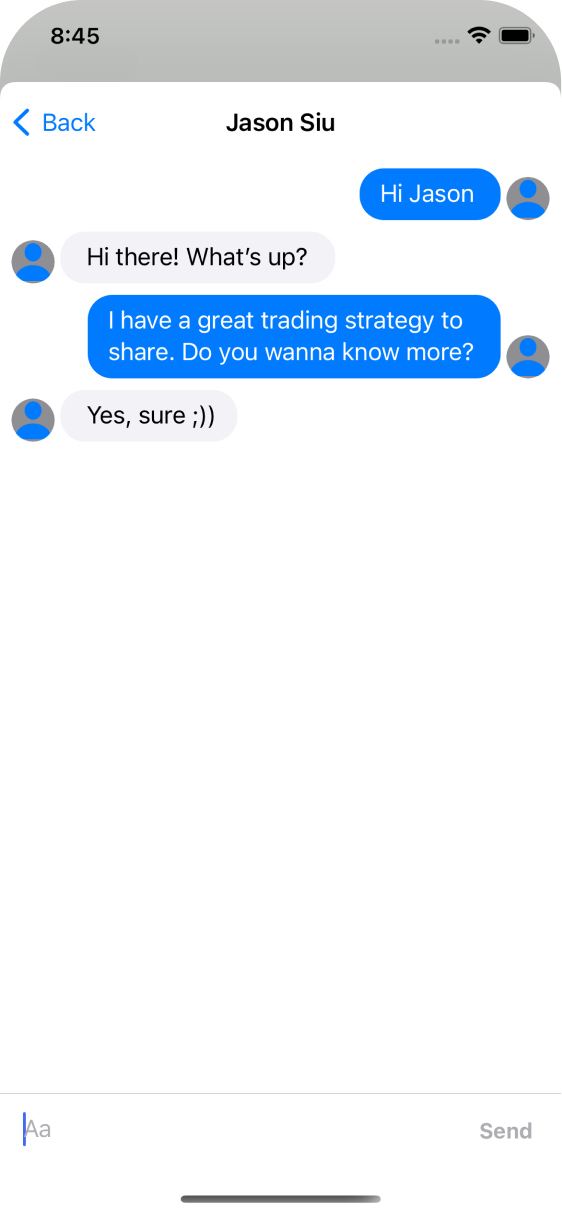 8:45
Back
Jason Siu
Hi Jason
Hi there! What's up?
I have a great trading strategy to
share. Do you wanna know more?
Yes, sure ;))
Aa
Send